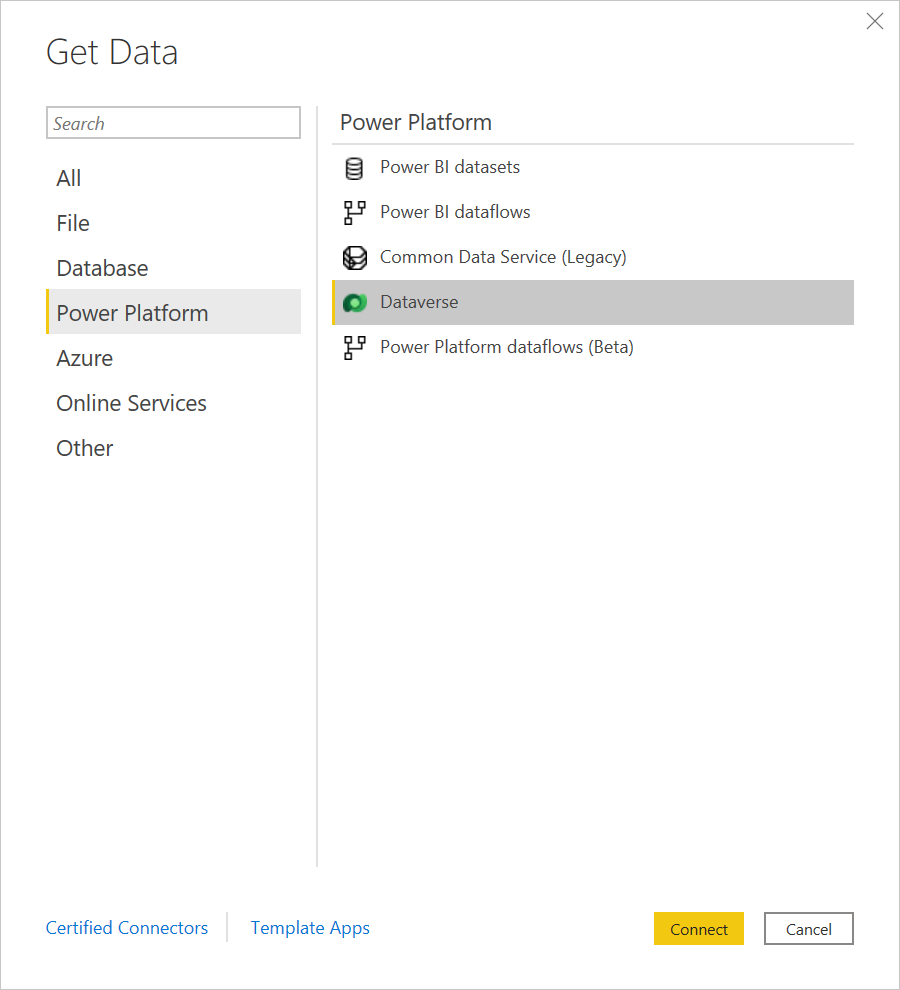 Get Data
Search
All
File
Database
Power Platform
Azure
Online Services
Other
Power Platform
Power BI datasets
Power BI dataflows
Common Data Service (Legacy)
Dataverse
Power Platform dataflows (Beta)
Certified Connectors
Template Apps
Connect
Cancel